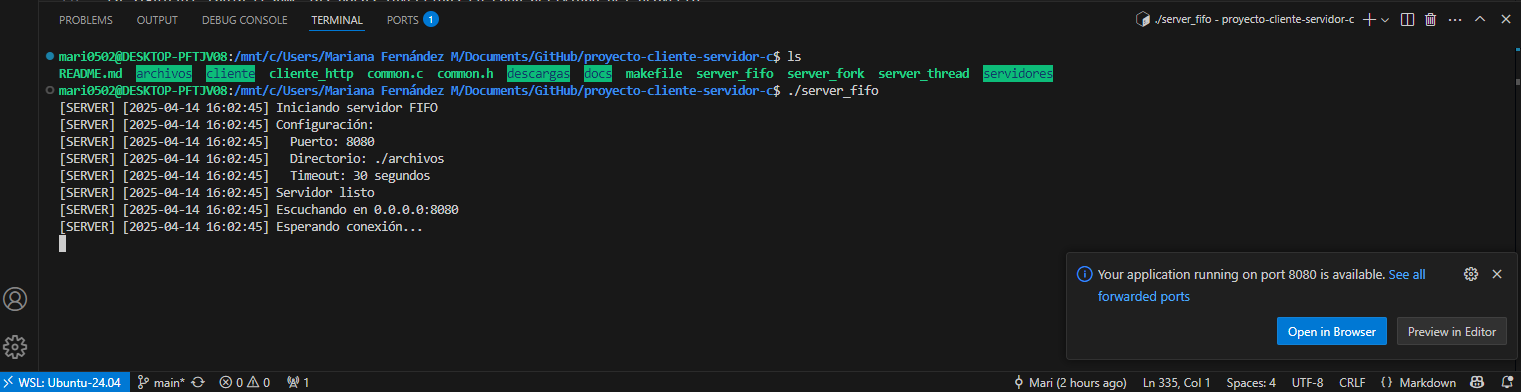 PROBLEMS OUTPUT DEBUG CONSOLE TERMINAL PORTS 1 ./server_fifo - proyecto-cliente-servidor-c
mari0502@DESKTOP-PFTJV08:/mnt/c/Users/Mariana Fernández M/Documents/GitHub/proyecto-cliente-servidor-c$ ls
README.md archivos cliente cliente_http common.c common.h descargas docs makefile server_fifo server_fork server_thread servidores
mari0502@DESKTOP-PFTJV08:/mnt/c/Users/Mariana Fernández M/Documents/GitHub/proyecto-cliente-servidor-c$ ./server_fifo
[SERVER] [2025-04-14 16:02:45] Iniciando servidor FIFO
[SERVER] [2025-04-14 16:02:45] Configuración:
[SERVER] [2025-04-14 16:02:45]   Puerto: 8080
[SERVER] [2025-04-14 16:02:45]   Directorio: ./archivos
[SERVER] [2025-04-14 16:02:45]   Timeout: 30 segundos
[SERVER] [2025-04-14 16:02:45] Servidor listo
[SERVER] [2025-04-14 16:02:45] Escuchando en 0.0.0.0:8080
[SERVER] [2025-04-14 16:02:45] Esperando conexión...
Your application running on port 8080 is available. See all
forwarded ports
Open in Browser Preview in Editor
WSL: Ubuntu-24.04 main* 0 0 1 Mari (2 hours ago) Ln 335, Col 1 Spaces: 4 UTF-8 CRLF {} Markdown